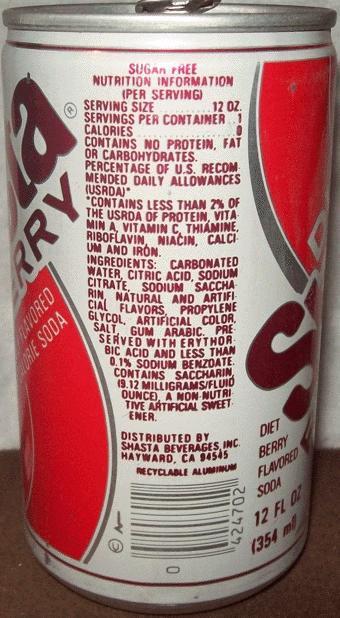 SUGAR FREE
NUTRITION INFORMATION
(PER SERVING)
SERVING SIZE 12 OZ.
SERVINGS PER CONTAINER 1
CALORIES 0
CONTAINS NO PROTEIN, FAT
OR CARBOHYDRATES.
PERCENTAGE OF U.S. RECOM-
MENDED DAILY ALLOWANCES
(USRDA)*
*CONTAINS LESS THAN 2% OF
THE USRDA OF PROTEIN, VITA-
MIN A, VITAMIN C, THIAMINE,
RIBOFLAVIN, NIACIN, CALCI-
UM AND IRON.
INGREDIENTS: CARBONATED
WATER, CITRIC ACID, SODIUM
CITRATE, SODIUM SACCHA-
RIN, NATURAL AND ARTIFI-
CIAL FLAVORS, PROPYLENE
GLYCOL, ARTIFICIAL COLOR,
SALT, GUM ARABIC, PRE-
SERVED WITH ERYTHOR-
BIC ACID AND LESS THAN
0.1% SODIUM BENZOATE.
CONTAINS SACCHARIN,
(9.12 MILLIGRAMS/FLUID
OUNCE), A NON-NUTRI-
TIVE ARTIFICIAL SWEET-
ENER.
DISTRIBUTED BY
SHASTA BEVERAGES, INC.
HAYWARD, CA 94545
RECYCLABLE ALUMINUM
424702
0
©
ta®
RRY
LAVORED
ORIE SODA
S
DIET
BERRY
FLAVORED
SODA
12 FL OZ
(354 ml)